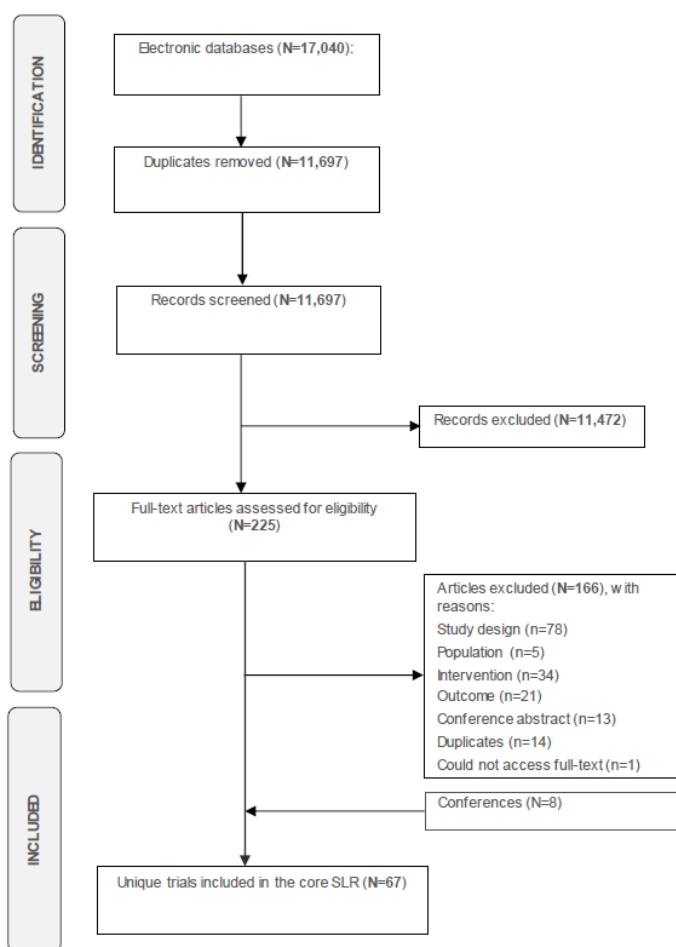 IDENTIFICATION
Electronic databases (N=17,040):
Duplicates removed (N=11,697)
SCREENING
Records screened (N=11,697)
Records excluded (N=11,472)
ELIGIBILITY
Full-text articles assessed for eligibility
(N=225)
Articles excluded (N=166), with
reasons:
Study design (n=78)
Population (n=5)
Intervention (n=34)
Outcome (n=21)
Conference abstract (n=13)
Duplicates (n=14)
Could not access full-text (n=1)
INCLUDED
Conferences (N=8)
Unique trials included in the core SLR (N=67)